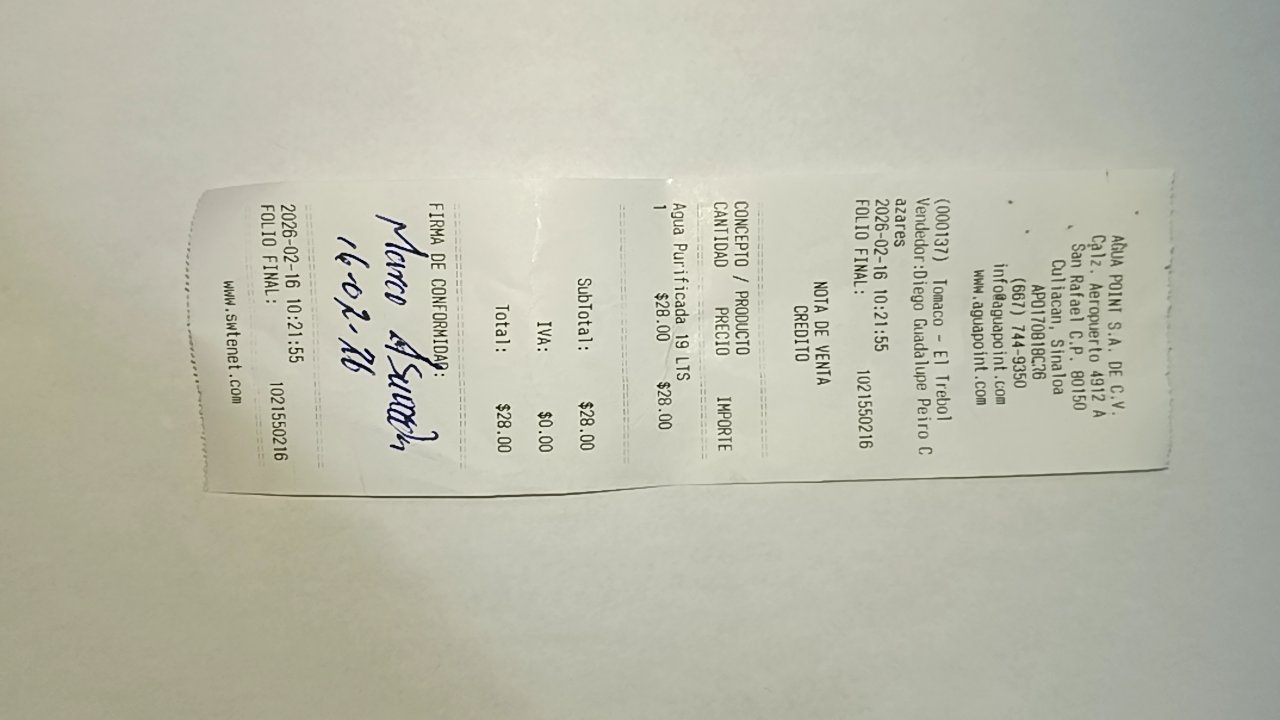 AGUA POINT S.A. DE C.V.
Calz. Aeropuerto 4912 A
San Rafael C.P. 80150
Culiacan, Sinaloa
APO170818C76
(667) 744-9350
info@aguapoint.com
www.aguapoint.com
(000137) Tomaco - El Trebol
Vendedor:Diego Guadalupe Peiro C
azares
2026-02-16 10:21:55
FOLIO FINAL: 1021550216
NOTA DE VENTA
CREDITO
CONCEPTO / PRODUCTO
CANTIDAD PRECIO IMPORTE
Agua Purificada 19 LTS
1 $28.00 $28.00
SubTotal: $28.00
IVA: $0.00
Total: $28.00
FIRMA DE CONFORMIDAD:
Marco
16-02-26
2026-02-16 10:21:55
FOLIO FINAL: 1021550216
www.swtenet.com